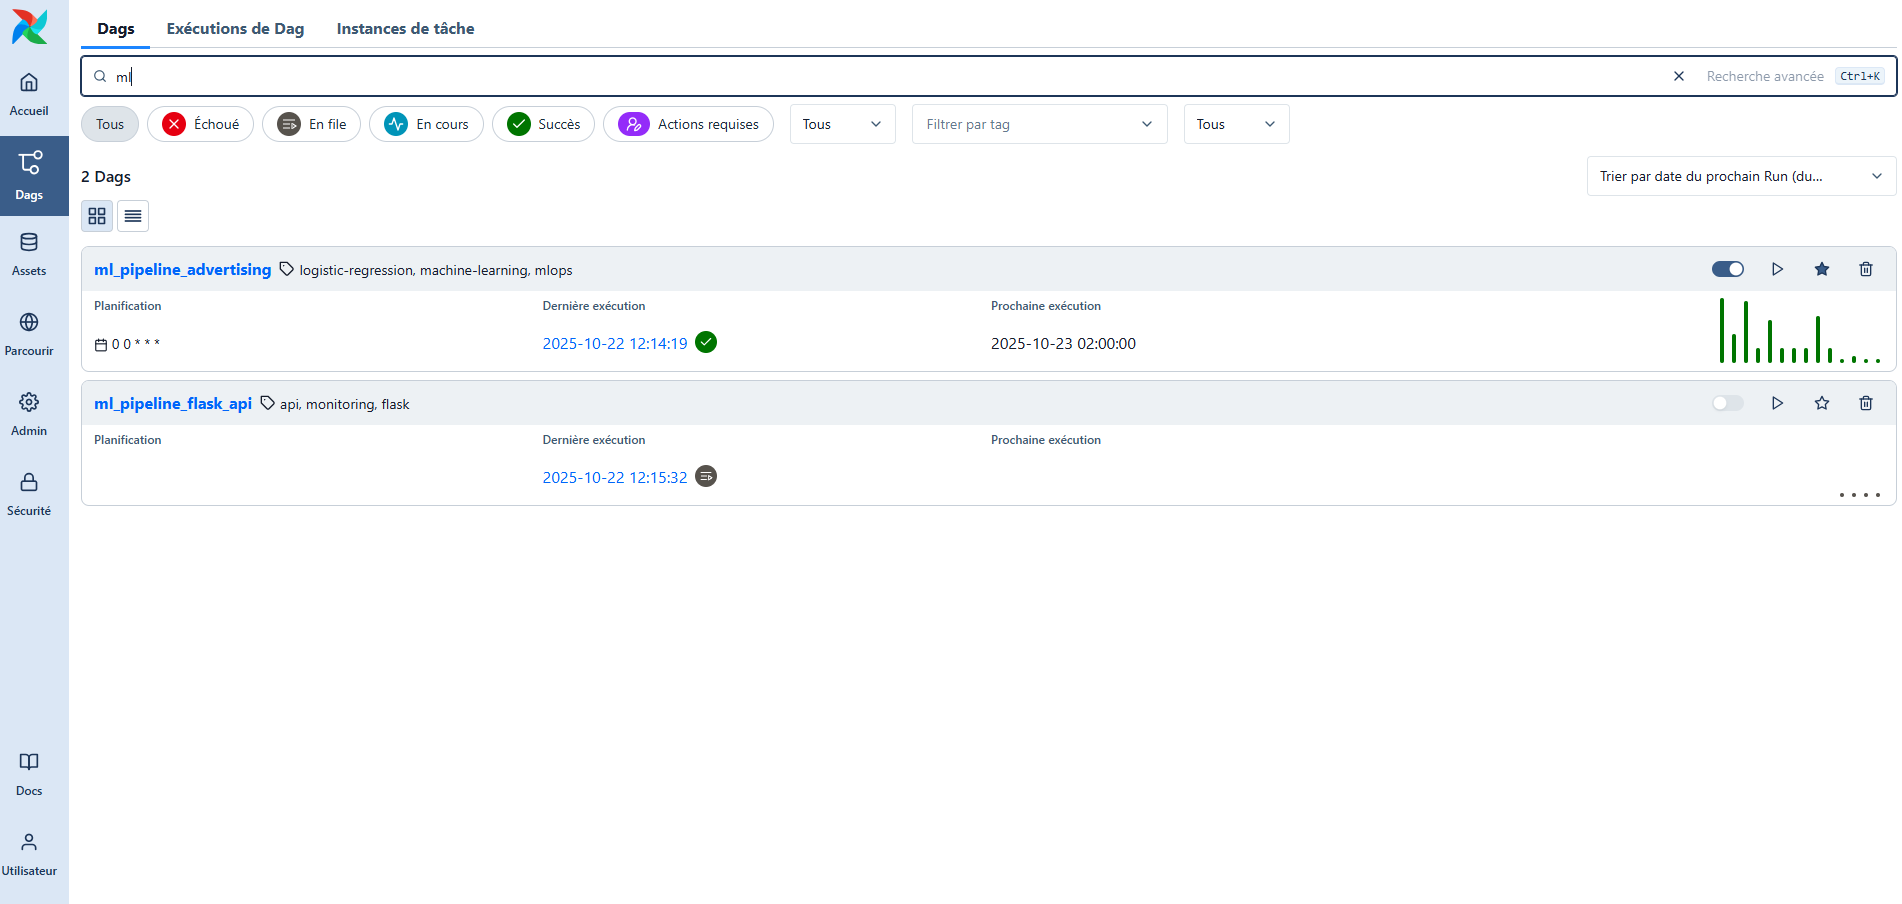 Dags Exécutions de Dag Instances de tâche
ml Recherche avancée Ctrl+K
Tous Échoué En file En cours Succès Actions requises Tous Filtrer par tag Tous
2 Dags Trier par date du prochain Run (du...
ml_pipeline_advertising logistic-regression, machine-learning, mlops
Planification Dernière exécution Prochaine exécution
0 0 * * * 2025-10-22 12:14:19 2025-10-23 02:00:00
ml_pipeline_flask_api api, monitoring, flask
Planification Dernière exécution Prochaine exécution
2025-10-22 12:15:32
Accueil
Dags
Assets
Parcourir
Admin
Sécurité
Docs
Utilisateur